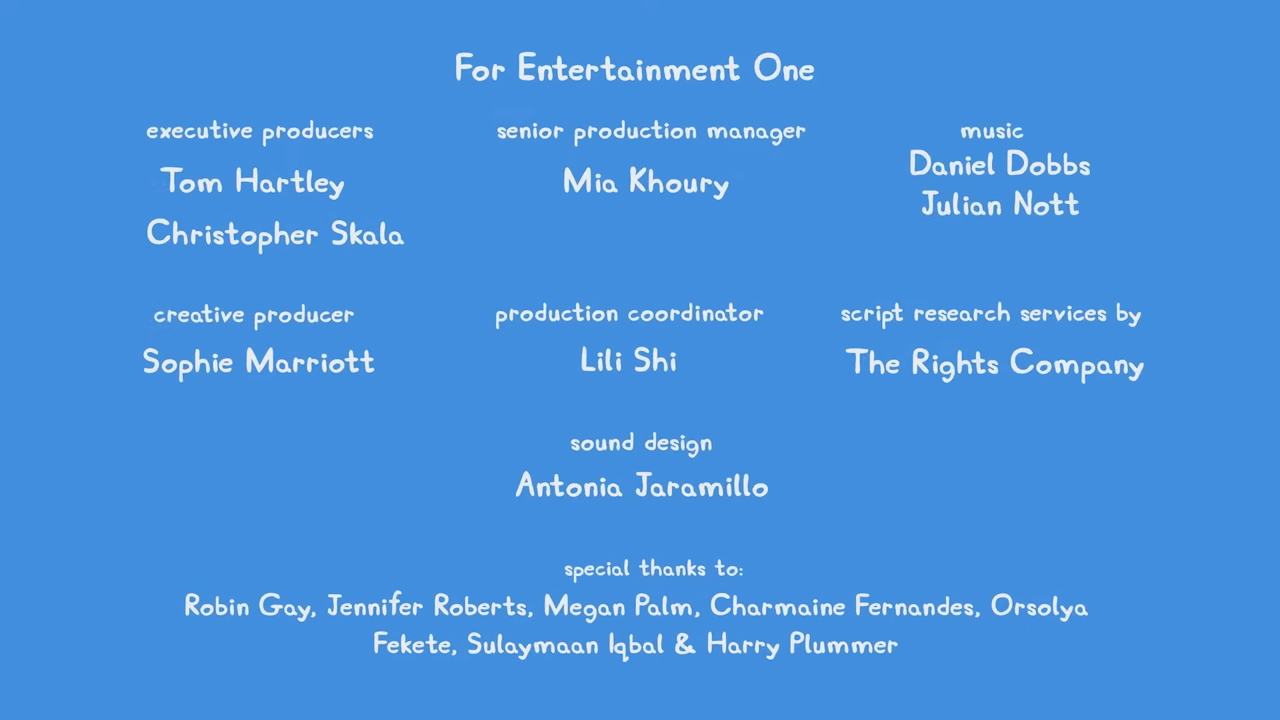 For Entertainment One
executive producers
Tom Hartley
Christopher Skala
senior production manager
Mia Khoury
music
Daniel Dobbs
Julian Nott
creative producer
Sophie Marriott
production coordinator
Lili Shi
script research services by
The Rights Company
sound design
Antonia Jaramillo
special thanks to:
Robin Gay, Jennifer Roberts, Megan Palm, Charmaine Fernandes, Orsolya
Fekete, Sulaymaan Iqbal & Harry Plummer